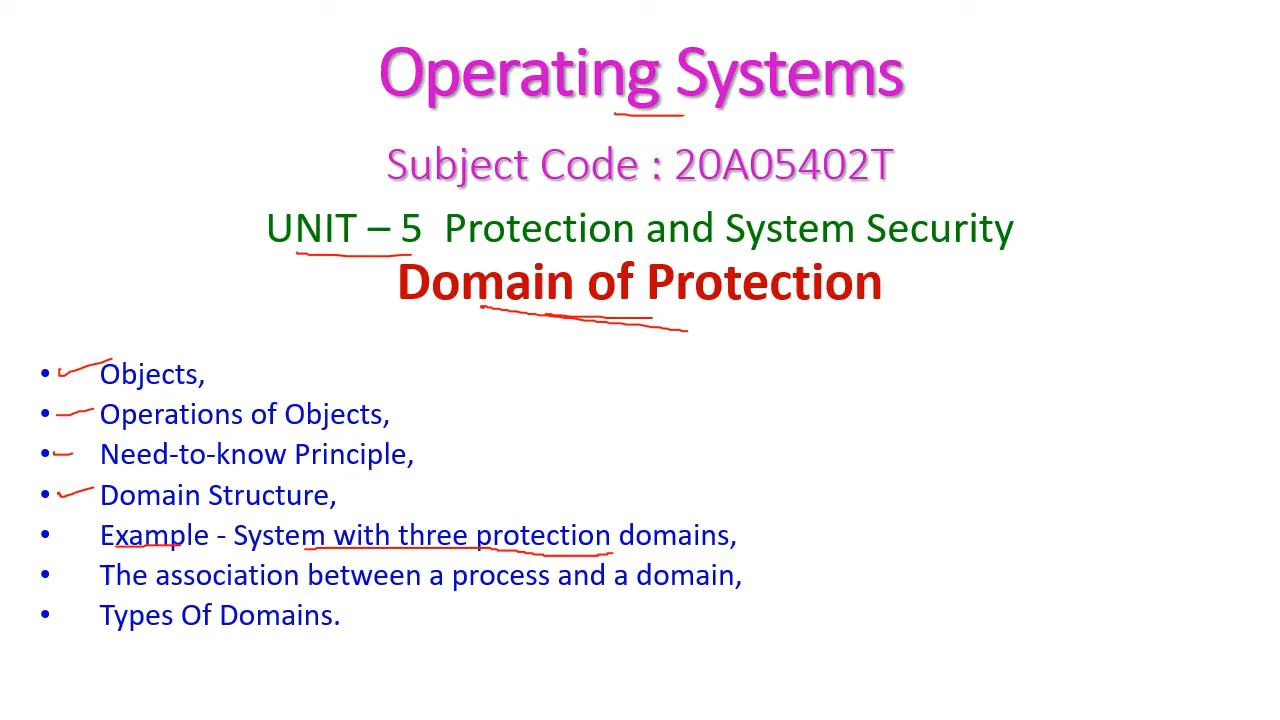 Operating Systems
Subject Code : 20A05402T
UNIT – 5  Protection and System Security
Domain of Protection
• Objects,
• Operations of Objects,
• Need-to-know Principle,
• Domain Structure,
• Example - System with three protection domains,
• The association between a process and a domain,
• Types Of Domains.